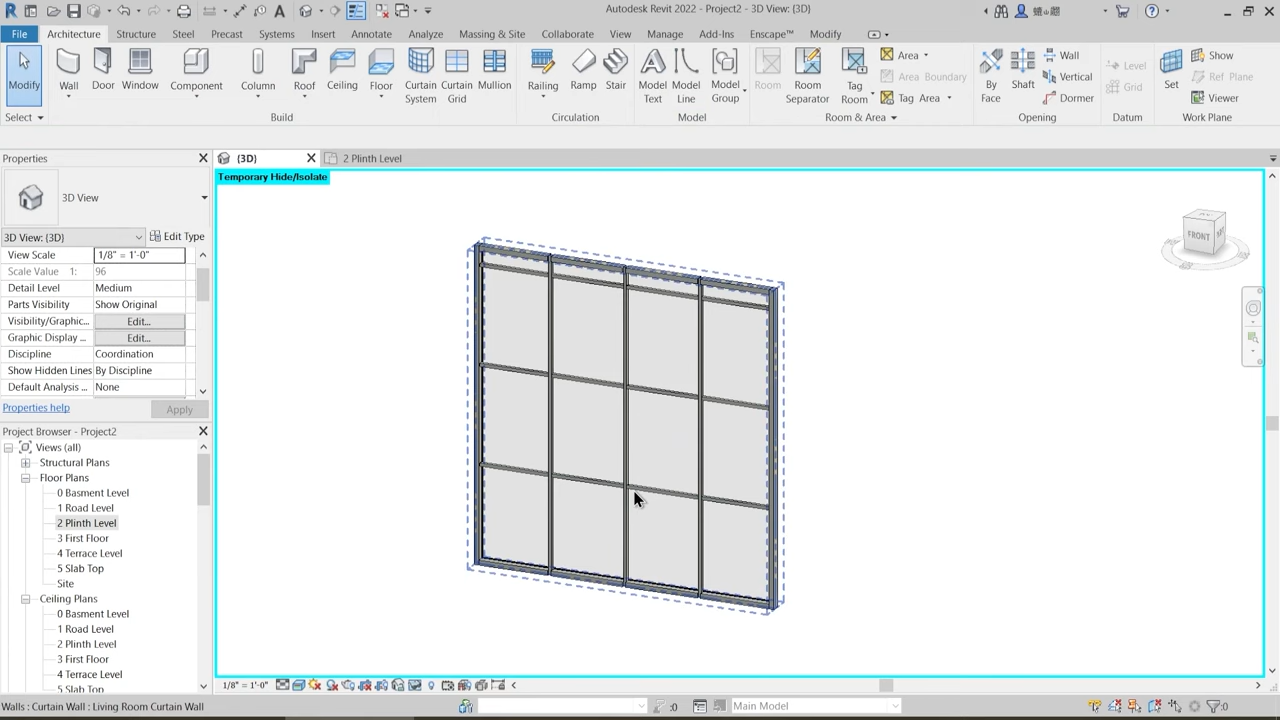 Autodesk Revit 2022 - Project2 - 3D View: {3D}
File Architecture Structure Steel Precast Systems Insert Annotate Analyze Massing & Site Collaborate View Manage Add-Ins Enscape™ Modify
Modify
Wall
Door
Window
Component
Column
Roof
Ceiling
Floor
Curtain System
Curtain Grid
Mullion
Railing
Ramp
Stair
Model Text
Model Line
Model Group
Room
Room Separator
Tag Room
Area
Area Boundary
Tag Area
By Face
Shaft
Wall
Vertical
Dormer
Level
Grid
Set
Show
Ref Plane
Viewer
Select Build Circulation Model Room & Area Opening Datum Work Plane
Properties
{3D}
2 Plinth Level
Temporary Hide/Isolate
3D View
3D View: {3D} Edit Type
View Scale 1/8" = 1'-0"
Scale Value 1: 96
Detail Level Medium
Parts Visibility Show Original
Visibility/Graphic... Edit...
Graphic Display ... Edit...
Discipline Coordination
Show Hidden Lines By Discipline
Default Analysis ... None
Properties help Apply
Project Browser - Project2
Views (all)
Structural Plans
Floor Plans
0 Basment Level
1 Road Level
2 Plinth Level
3 First Floor
4 Terrace Level
5 Slab Top
Site
Ceiling Plans
0 Basment Level
1 Road Level
2 Plinth Level
3 First Floor
4 Terrace Level
5 Slab Top
FRONT
1/8" = 1'-0"
Walls : Curtain Wall : Living Room Curtain Wall
:0
Main Model
:0